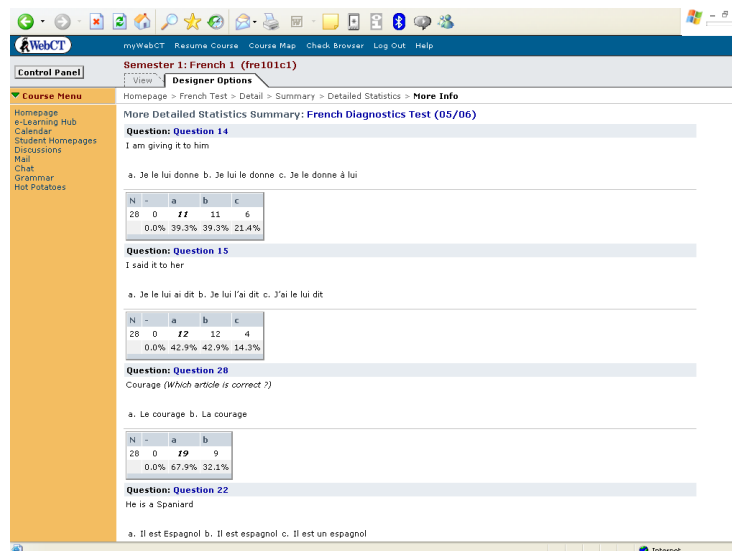 WebCT
myWebCT Resume Course Course Map Check Browser Log Out Help
Control Panel
Semester 1: French 1 (fre101c1)
View Designer Options
Course Menu
Homepage > French Test > Detail > Summary > Detailed Statistics > More Info
Homepage
e-Learning Hub
Calendar
Student Homepages
Discussions
Mail
Chat
Grammar
Hot Potatoes
More Detailed Statistics Summary: French Diagnostics Test (05/06)
Question: Question 14
I am giving it to him
a. Je le lui donne b. Je lui le donne c. Je le donne à lui
N - a b c
28 0 11 11 6
0.0% 39.3% 39.3% 21.4%
Question: Question 15
I said it to her
a. Je le lui ai dit b. Je lui l'ai dit c. J'ai le lui dit
N - a b c
28 0 12 12 4
0.0% 42.9% 42.9% 14.3%
Question: Question 28
Courage (Which article is correct ?)
a. Le courage b. La courage
N - a b
28 0 19 9
0.0% 67.9% 32.1%
Question: Question 22
He is a Spaniard
a. Il est Espagnol b. Il est espagnol c. Il est un espagnol
Internet